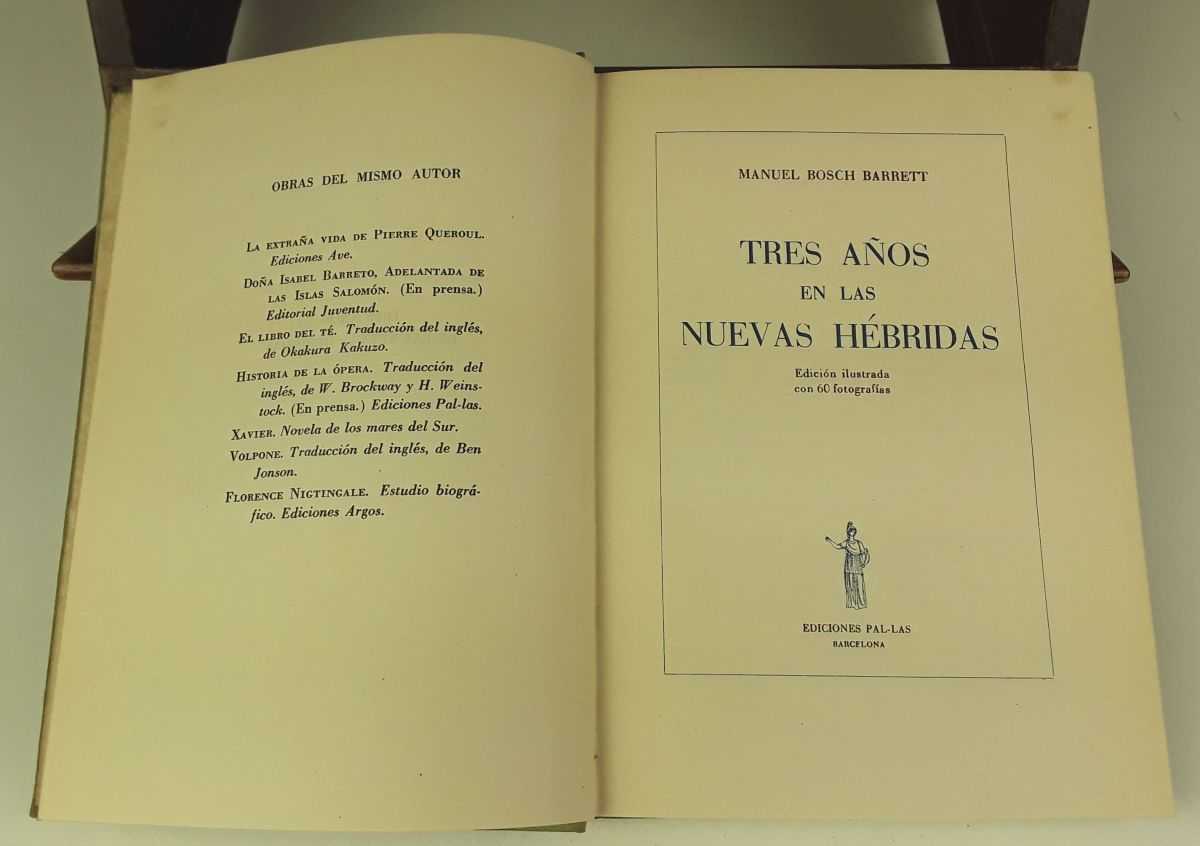 OBRAS DEL MISMO AUTOR
LA EXTRAÑA VIDA DE PIERRE QUEROUL.
Ediciones Ave.
DOÑA ISABEL BARRETO, ADELANTADA DE
LAS ISLAS SALOMÓN. (En prensa.)
Editorial Juventud.
EL LIBRO DEL TÉ. Traducción del inglés,
de Okakura Kakuzo.
HISTORIA DE LA ÓPERA. Traducción del
inglés, de W. Brockway y H. Weins-
tock. (En prensa.) Ediciones Pal-las.
XAVIER. Novela de los mares del Sur.
VOLPONE. Traducción del inglés, de Ben
Jonson.
FLORENCE NIGTINGALE. Estudio biográ-
fico. Ediciones Argos.
MANUEL BOSCH BARRETT
TRES AÑOS
EN LAS
NUEVAS HÉBRIDAS
Edición ilustrada
con 60 fotografías
EDICIONES PAL-LAS
BARCELONA